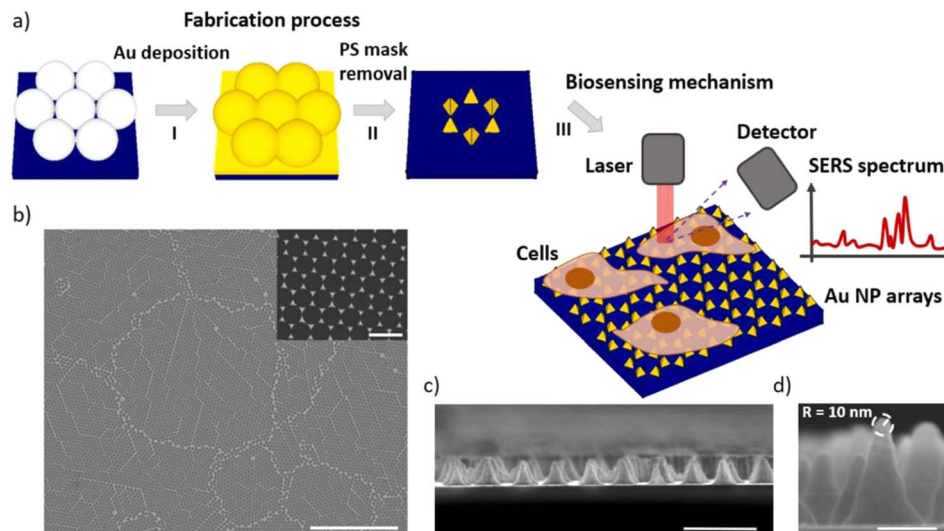 a)
Fabrication process
Au deposition
PS mask
removal
I
II
III
Biosensing mechanism
Laser
Detector
SERS spectrum
Cells
Au NP arrays
b)
c)
d)
R = 10 nm